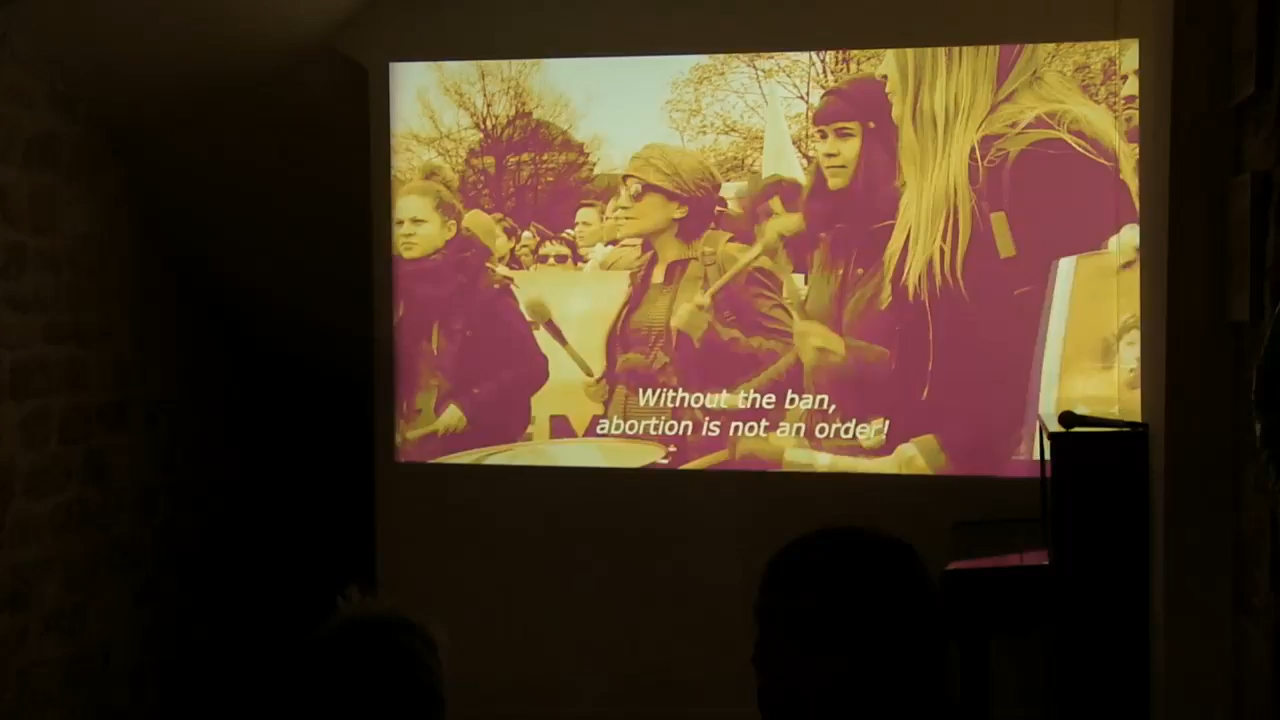 Without the ban,
abortion is not an order!